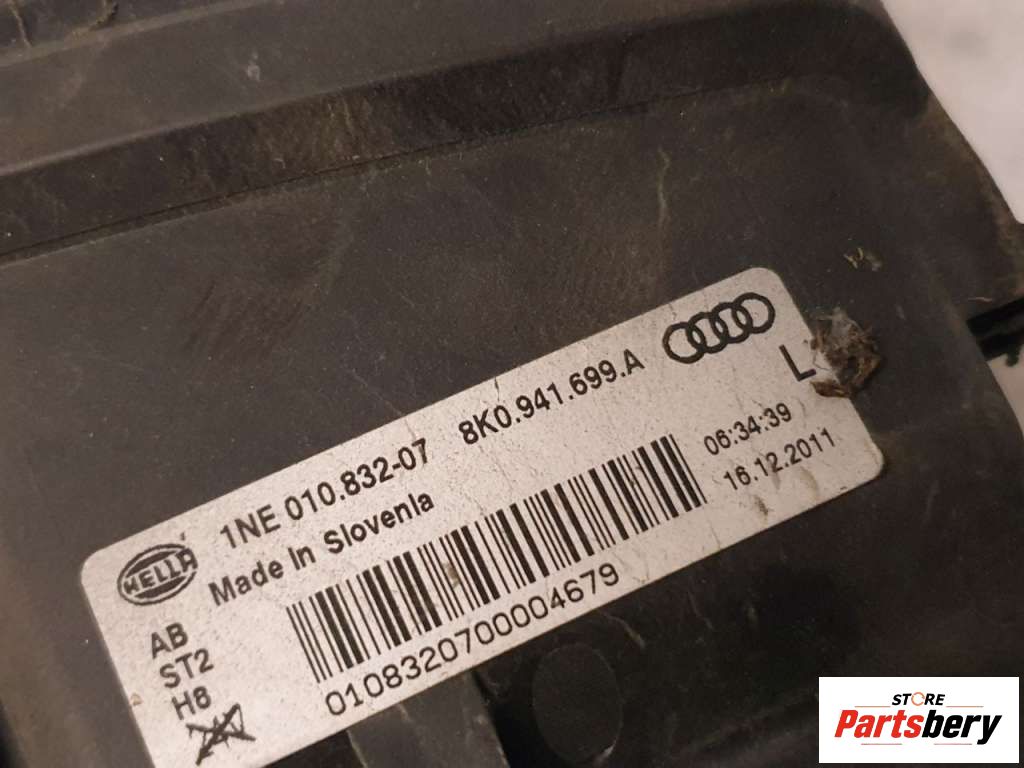 1NE 010.832-07 8K0.941.699.A
L
HELLA
Made In Slovenia
06:34:39
16.12.2011
01083207000004679
AB
ST2
H8
STORE
Partsbery